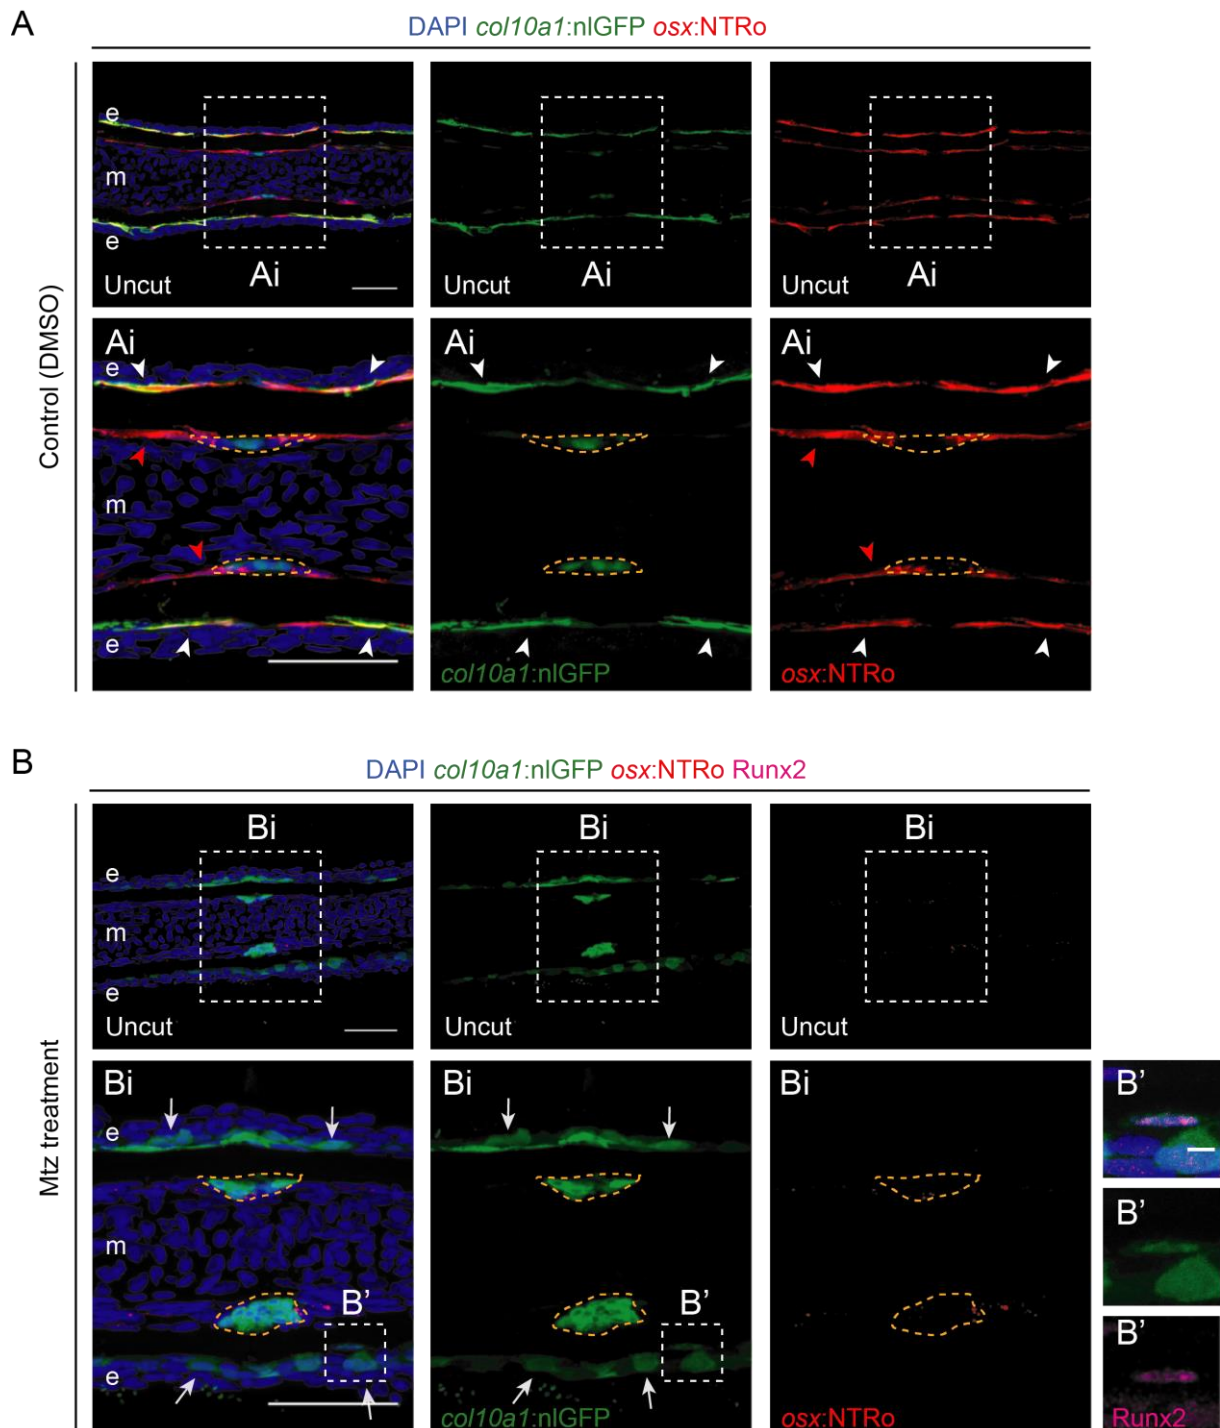 A
DAPI col10a1:nlGFP osx:NTRo
Control (DMSO)
e
m
e
Uncut
Ai
Uncut
Ai
Uncut
Ai
Ai
e
m
e
Ai
col10a1:nlGFP
Ai
osx:NTRo
B
DAPI col10a1:nlGFP osx:NTRo Runx2
Mtz treatment
Bi
e
m
e
Uncut
Bi
Uncut
Bi
Uncut
Bi
e
m
B’
e
Bi
B’
col10a1:nlGFP
Bi
osx:NTRo
B’
B’
B’
Runx2